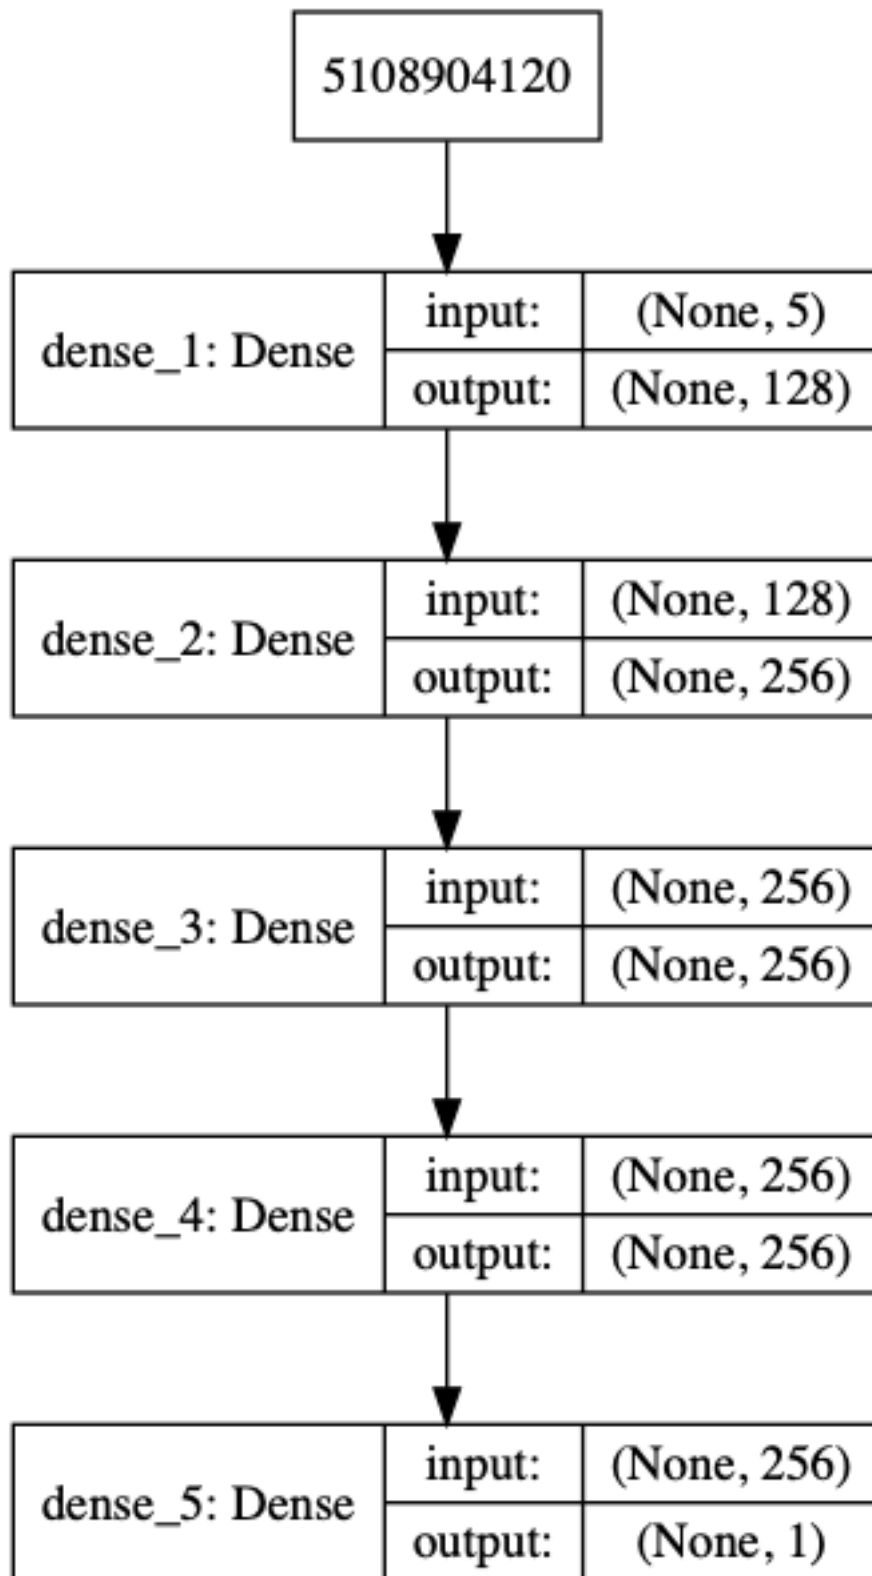 5108904120
dense_1: Dense
input:
(None, 5)
output:
(None, 128)
dense_2: Dense
input:
(None, 128)
output:
(None, 256)
dense_3: Dense
input:
(None, 256)
output:
(None, 256)
dense_4: Dense
input:
(None, 256)
output:
(None, 256)
dense_5: Dense
input:
(None, 256)
output:
(None, 1)